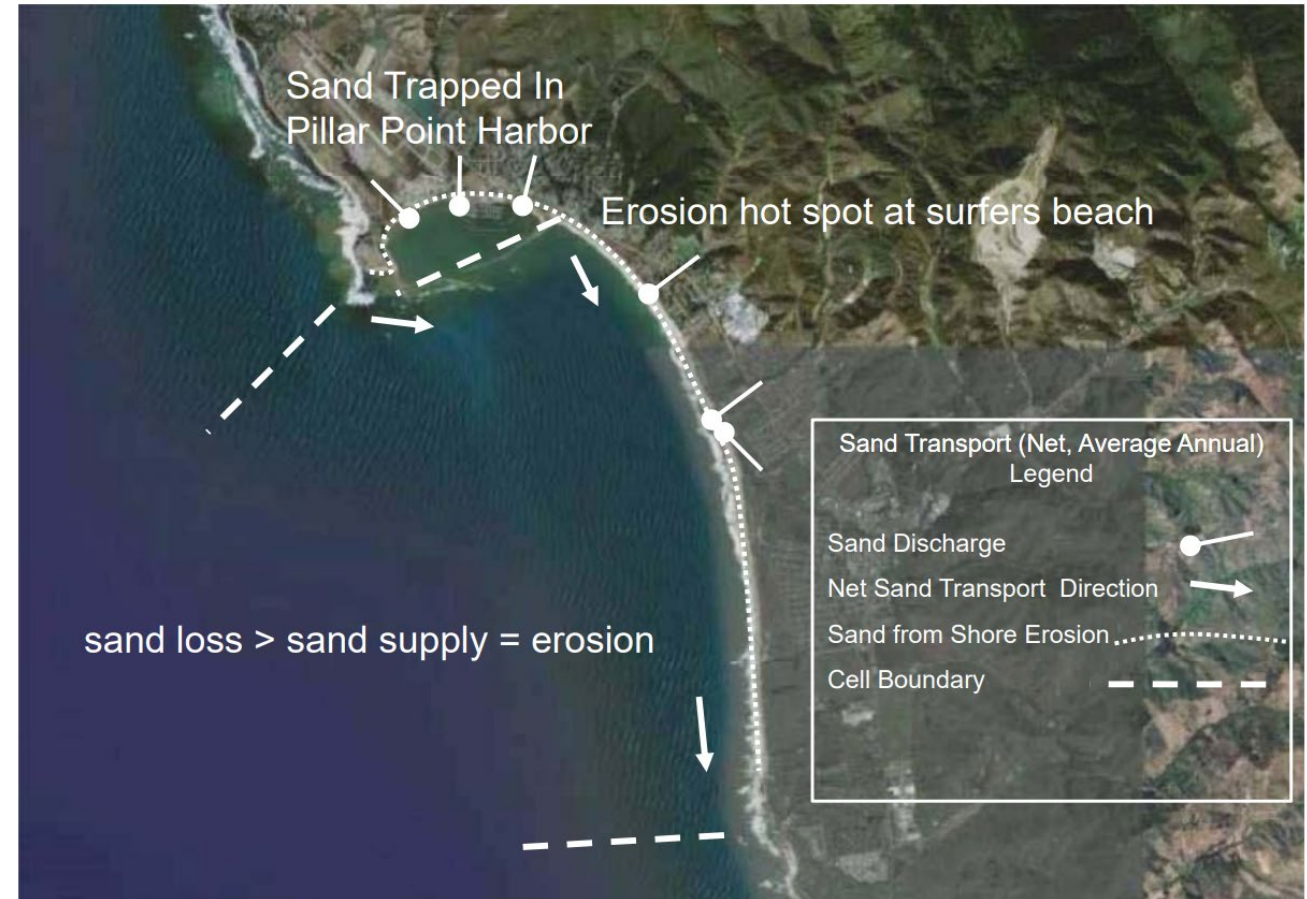 Sand Trapped In
Pillar Point Harbor
Erosion hot spot at surfers beach
sand loss > sand supply = erosion
Sand Transport (Net, Average Annual)
Legend
Sand Discharge
Net Sand Transport Direction
Sand from Shore Erosion
Cell Boundary